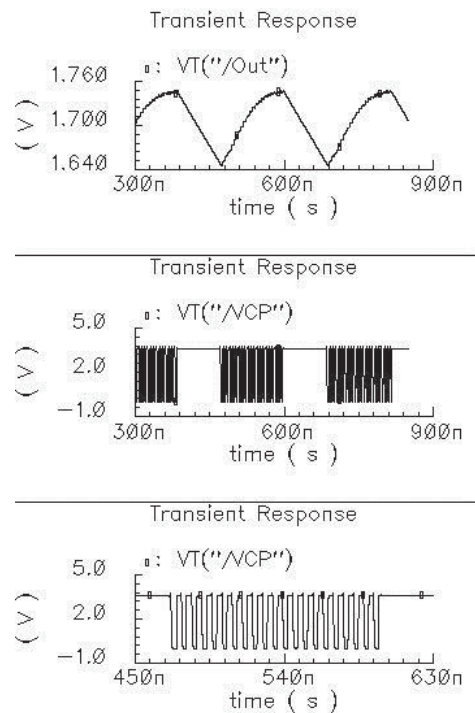 Transient Response
▯: VT("/Out")
1.760
1.700
1.640
( V )
300n 600n 900n
time ( s )
Transient Response
▯: VT("/VCP")
5.0
2.0
−1.0
( V )
300n 600n 900n
time ( s )
Transient Response
▯: VT("/VCP")
5.0
2.0
−1.0
( V )
450n 540n 630n
time ( s )